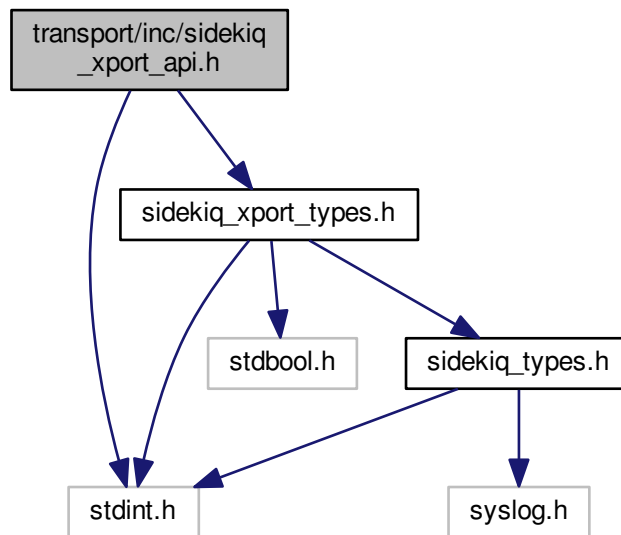 transport/inc/sidekiq
_xport_api.h
sidekiq_xport_types.h
stdbool.h
sidekiq_types.h
stdint.h
syslog.h